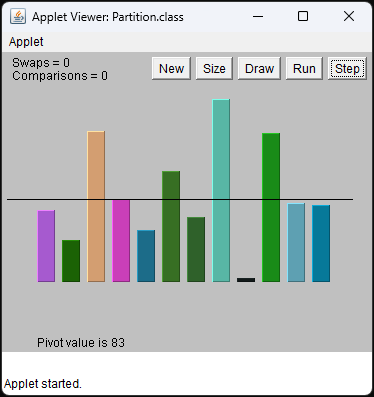 Applet Viewer: Partition.class
Applet
Swaps = 0
Comparisons = 0
New Size Draw Run Step
Pivot value is 83
Applet started.